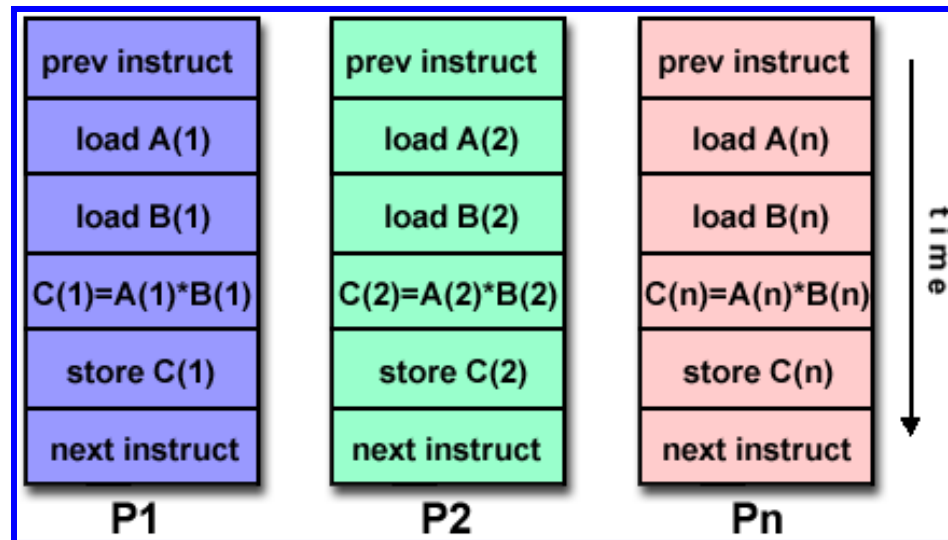 prev instruct
load A(1)
load B(1)
C(1)=A(1)*B(1)
store C(1)
next instruct
P1
prev instruct
load A(2)
load B(2)
C(2)=A(2)*B(2)
store C(2)
next instruct
P2
prev instruct
load A(n)
load B(n)
C(n)=A(n)*B(n)
store C(n)
next instruct
Pn
time